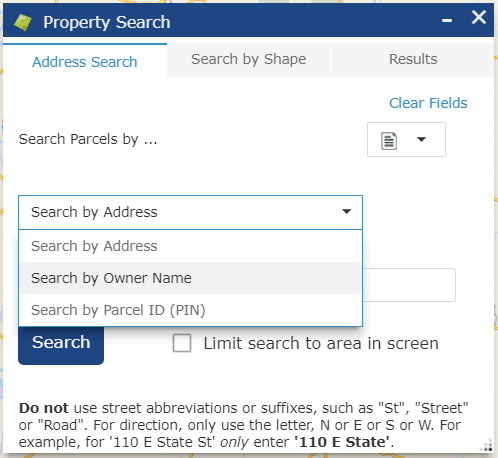 Property Search
Address Search
Search by Shape
Results
Clear Fields
Search Parcels by ...
Search by Address
Search by Address
Search by Owner Name
Search by Parcel ID (PIN)
Search
Limit search to area in screen
Do not use street abbreviations or suffixes, such as "St", "Street"
or "Road". For direction, only use the letter, N or E or S or W. For
example, for '110 E State St' only enter '110 E State'.